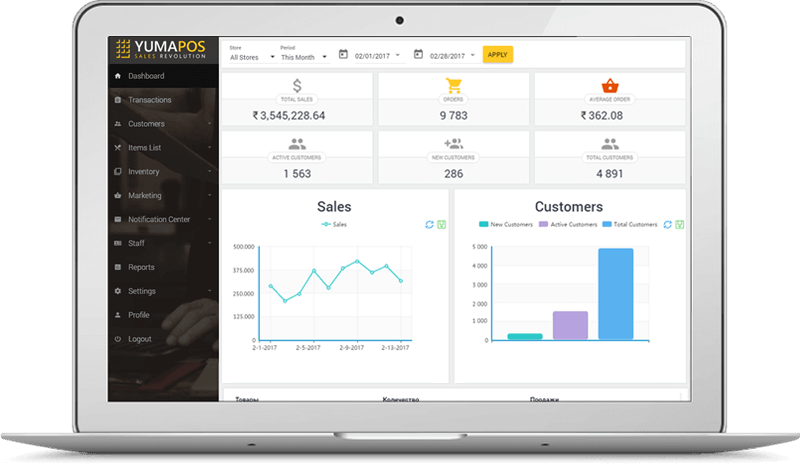 YUMAPOS
SALES REVOLUTION
Dashboard
Transactions
Customers
Items List
Inventory
Marketing
Notification Center
Staff
Reports
Settings
Profile
Logout
Store
All Stores
Period
This Month
02/01/2017
02/28/2017
APPLY
TOTAL SALES
₹ 3,545,228.64
ORDERS
9 783
AVERAGE ORDER
₹ 362.08
ACTIVE CUSTOMERS
1 563
NEW CUSTOMERS
286
TOTAL CUSTOMERS
4 891
Sales
Sales
500.000
375.000
250.000
125.000
0
2-1-2017 2-5-2017 2-9-2017 2-13-2017
Customers
New Customers Active Customers Total Customers
5 000
4 000
3 000
2 000
1 000
0
Товары Количество Продажи